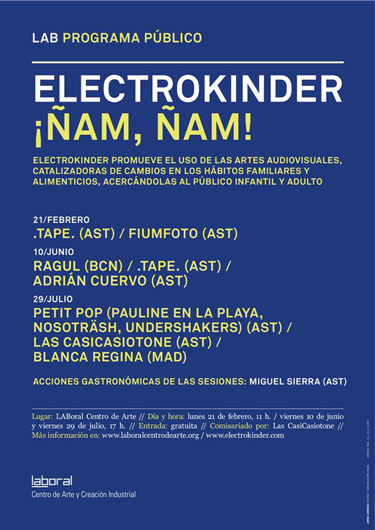 LAB PROGRAMA PÚBLICO
ELECTROKINDER
¡ÑAM, ÑAM!
ELECTROKINDER PROMUEVE EL USO DE LAS ARTES AUDIOVISUALES,
CATALIZADORAS DE CAMBIOS EN LOS HÁBITOS FAMILIARES Y
ALIMENTICIOS, ACERCÁNDOLAS AL PÚBLICO INFANTIL Y ADULTO
21/FEBRERO
.TAPE. (AST) / FIUMFOTO (AST)
10/JUNIO
RAGUL (BCN) / .TAPE. (AST) /
ADRIÁN CUERVO (AST)
29/JULIO
PETIT POP (PAULINE EN LA PLAYA,
NOSOTRÄSH, UNDERSHAKERS) (AST) /
LAS CASICASIOTONE (AST) /
BLANCA REGINA (MAD)
ACCIONES GASTRONÓMICAS DE LAS SESIONES: MIGUEL SIERRA (AST)
Lugar: LABoral Centro de Arte // Día y hora: lunes 21 de febrero, 11 h. / viernes 10 de junio
y viernes 29 de julio, 17 h. // Entrada: gratuita // Comisariado por: Las CasiCasiotone //
Más información en: www.laboralcentrodearte.org / www.electrokinder.com
laboral
Centro de Arte y Creación Industrial